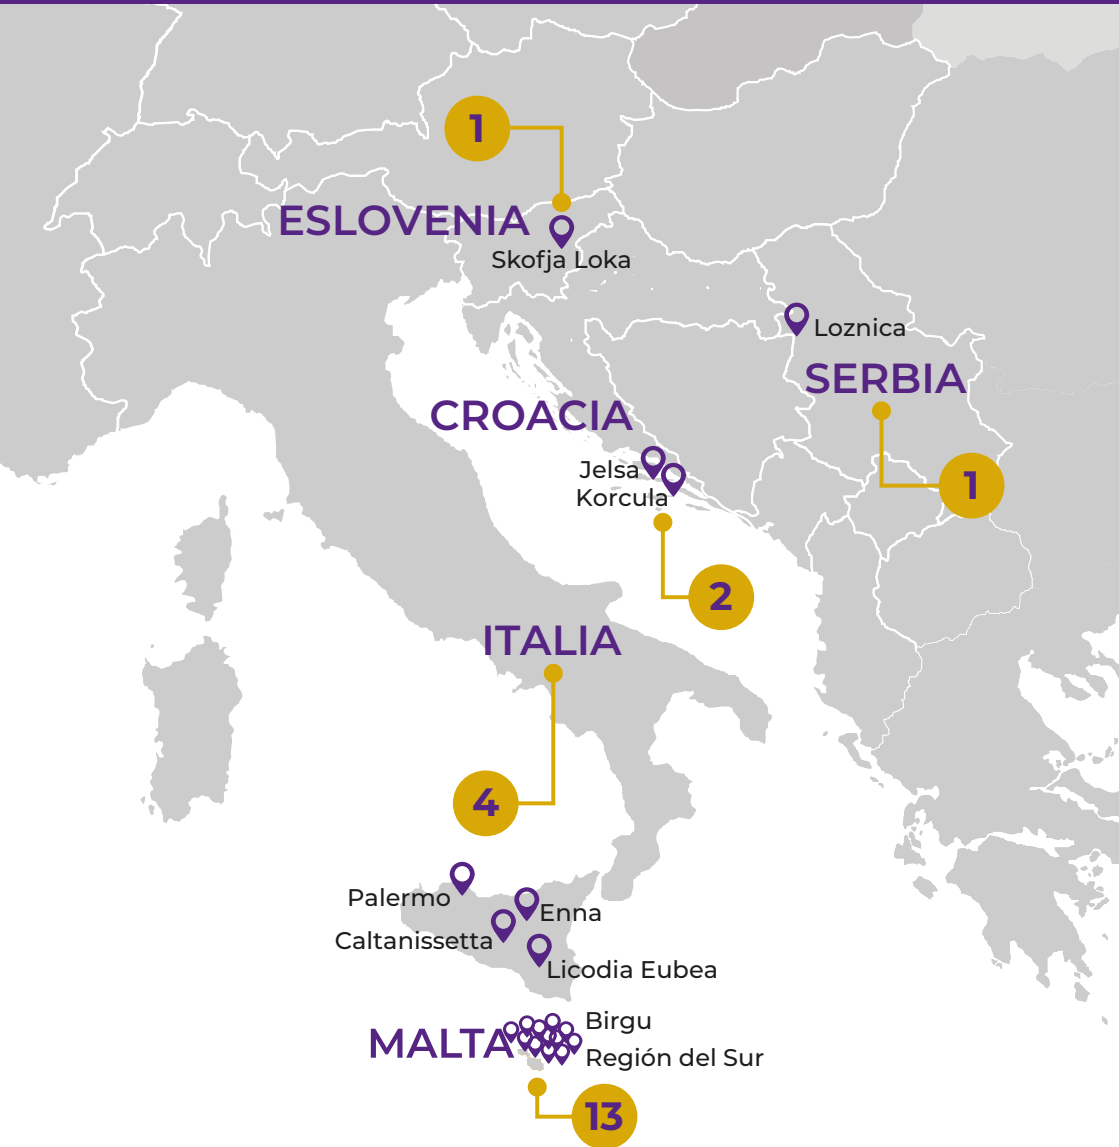 1
ESLOVENIA
Skofja Loka
Loznica
SERBIA
CROACIA
Jelsa
Korcula
1
2
ITALIA
4
Palermo
Enna
Caltanissetta
Licodia Eubea
Birgu
MALTA
Región del Sur
13